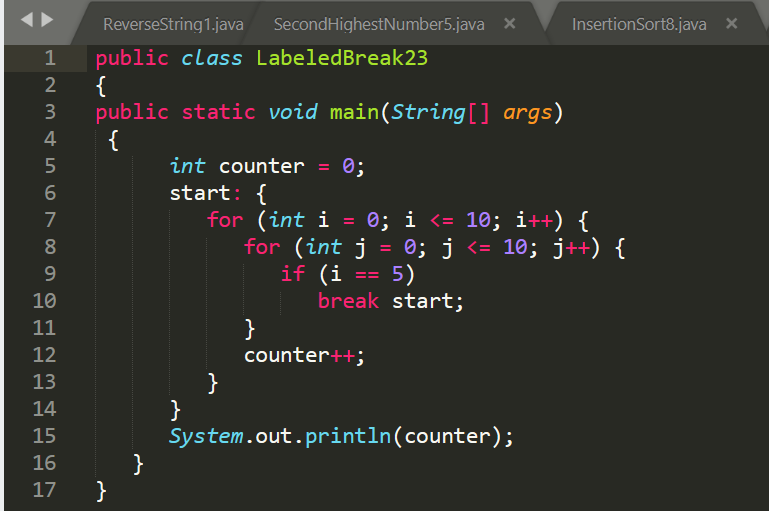 ReverseString1.java SecondHighestNumber5.java × InsertionSort8.java ×
1 public class LabeledBreak23
2 {
3 public static void main(String[] args)
4 {
5 int counter = 0;
6 start: {
7 for (int i = 0; i <= 10; i++) {
8 for (int j = 0; j <= 10; j++) {
9 if (i == 5)
10 break start;
11 }
12 counter++;
13 }
14 }
15 System.out.println(counter);
16 }
17 }